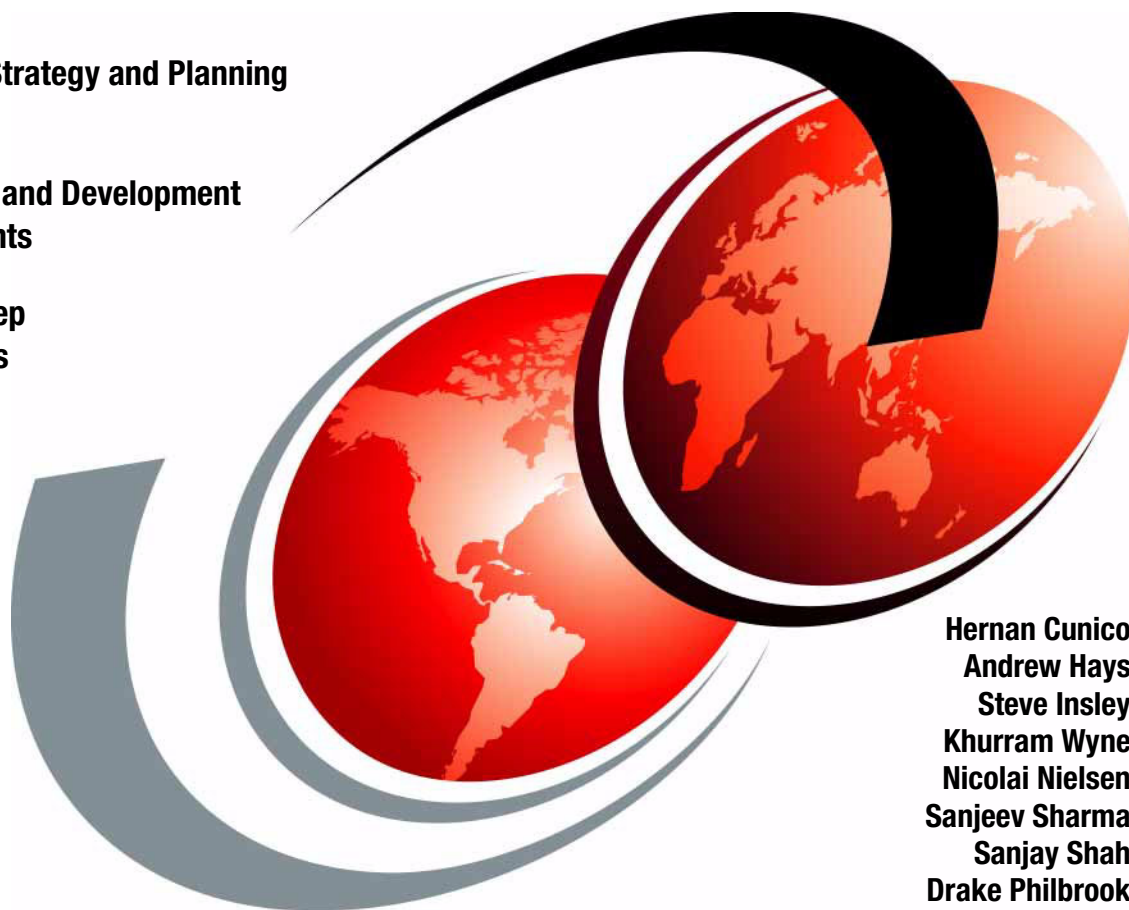 Strategy and Planning
and Development
nts
ep
s
Hernan Cunico
Andrew Hays
Steve Insley
Khurram Wyne
Nicolai Nielsen
Sanjeev Sharma
Sanjay Shah
Drake Philbrook